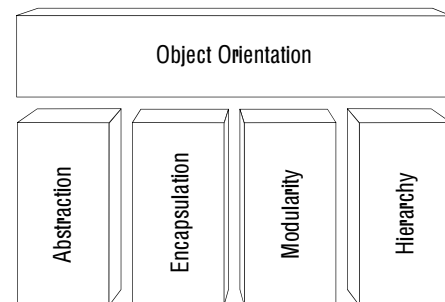 Object Orientation
Abstraction
Encapsulation
Modularity
Hierarchy